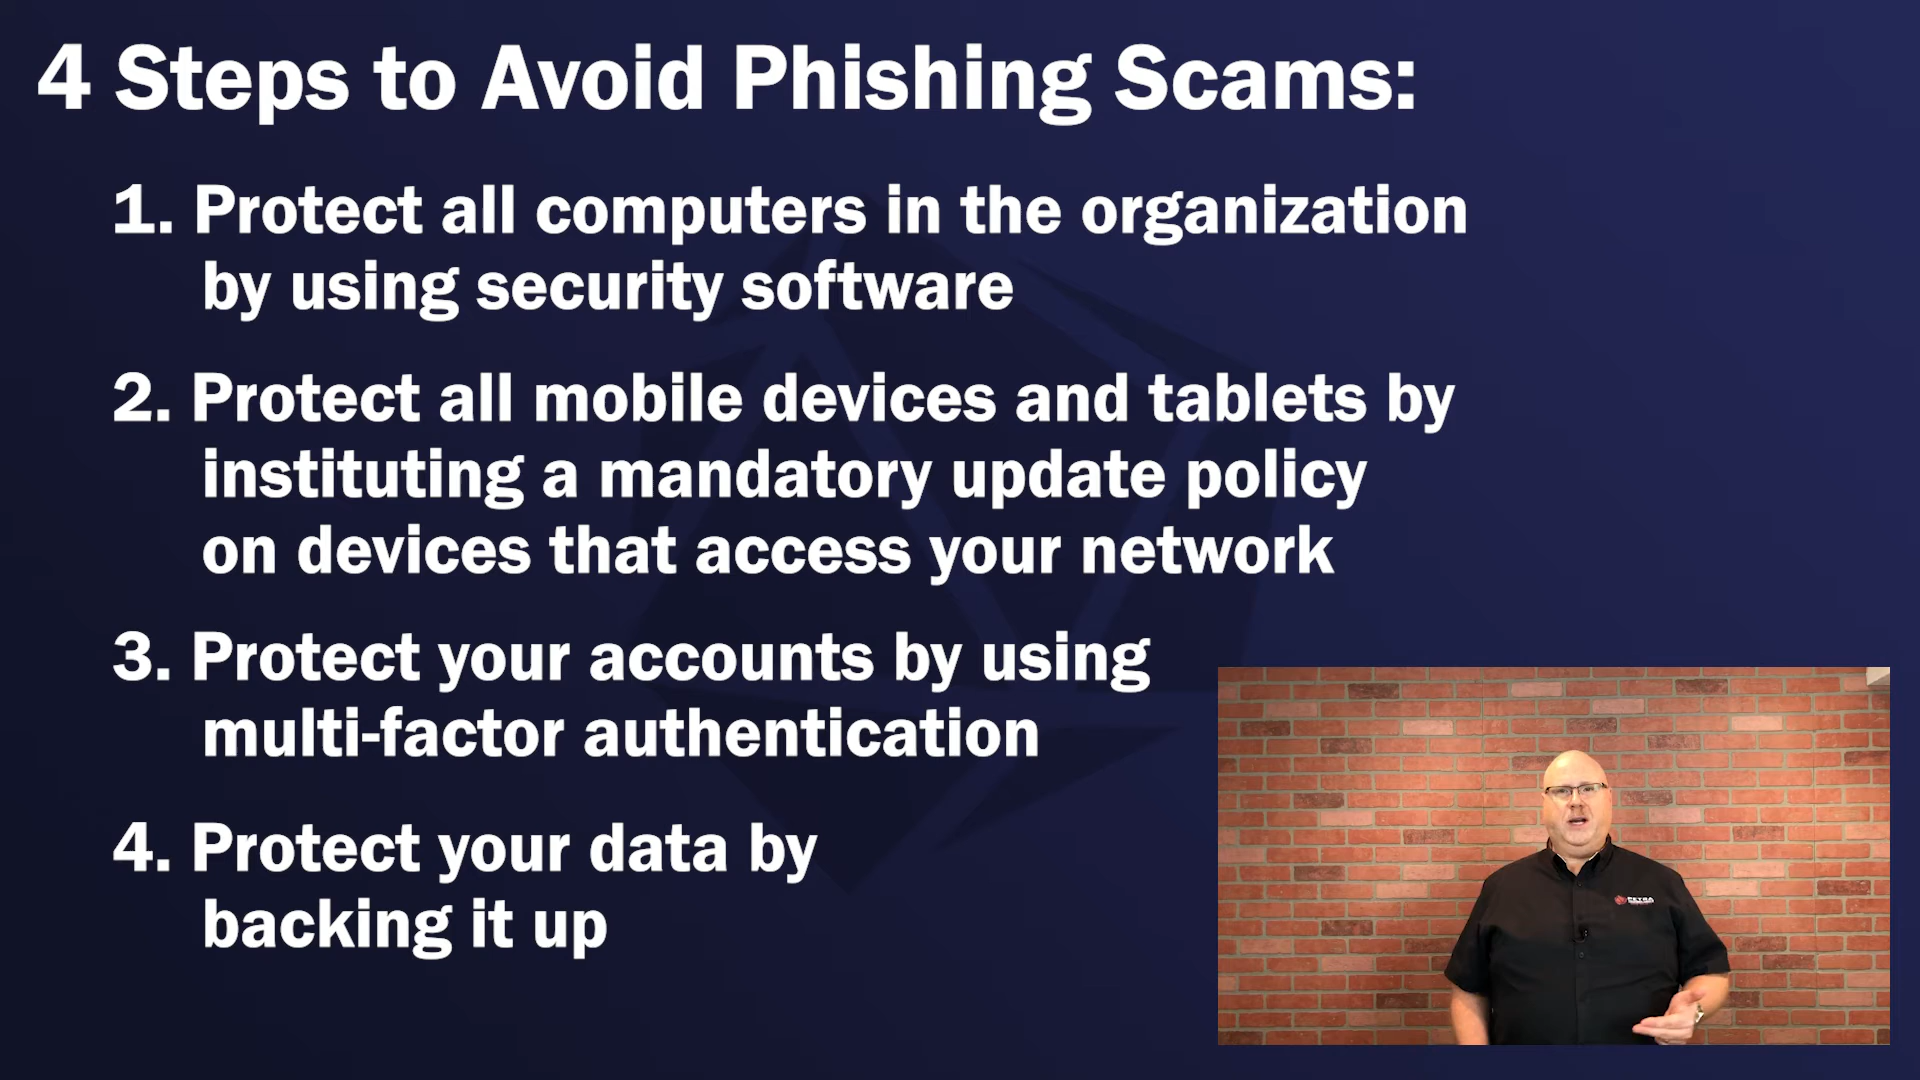 4 Steps to Avoid Phishing Scams:
1. Protect all computers in the organization
by using security software
2. Protect all mobile devices and tablets by
instituting a mandatory update policy
on devices that access your network
3. Protect your accounts by using
multi-factor authentication
4. Protect your data by
backing it up
PETRA